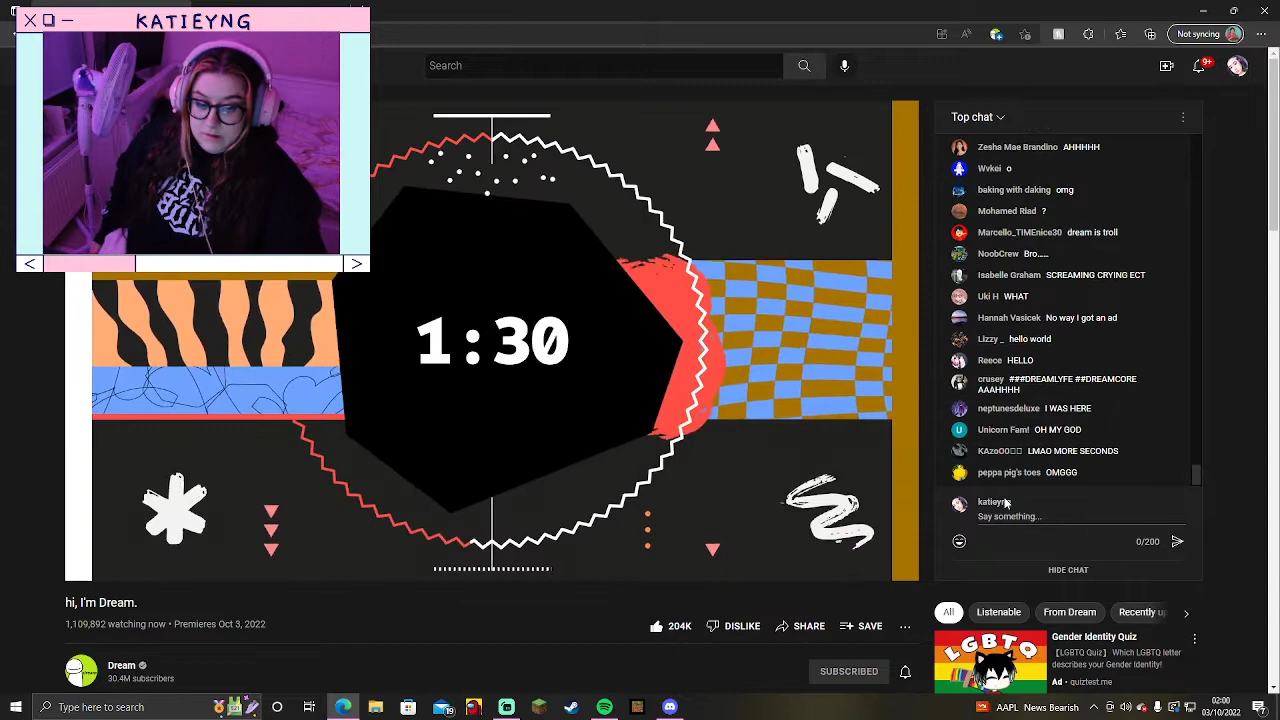 KATIEYNG
Not syncing
Search
9+
Top chat
Zesha Mae Brandino AHHHHH
Wvkei o
baking with daking omg
Mohamed Riad ?
Marcello_TIMEnice30 dream is troll
NoobCrew Bro.....
Isabelle Graham SCREAMING CRYING ECT
Uki H WHAT
Hannah Vasicek No way I got an ad
Lizzy _ hello world
Reece HELLO
crusey ###DREAMLYFE ##DREAMCORE
AAAHHHH
neptunesdeluxe I WAS HERE
Unicorn Fam! OH MY GOD
LMAO MORE SECONDS
peppa pig's toes OMGGG
katieyng
Say something...
0/200
HIDE CHAT
1:30
hi, I'm Dream.
1,109,892 watching now • Premieres Oct 3, 2022
204K
DISLIKE
SHARE
SAVE
Dream
30.4M subscribers
SUBSCRIBED
All
Listenable
From Dream
Recently up
LGBTQ
Gender Identity Quiz
【LGBTQ Quiz】 Which LGBTQ letter
describes your Gender Identity!
Ad • quiztest.me
Type here to search
AAPL News Bearish
02:00
03/10/2022